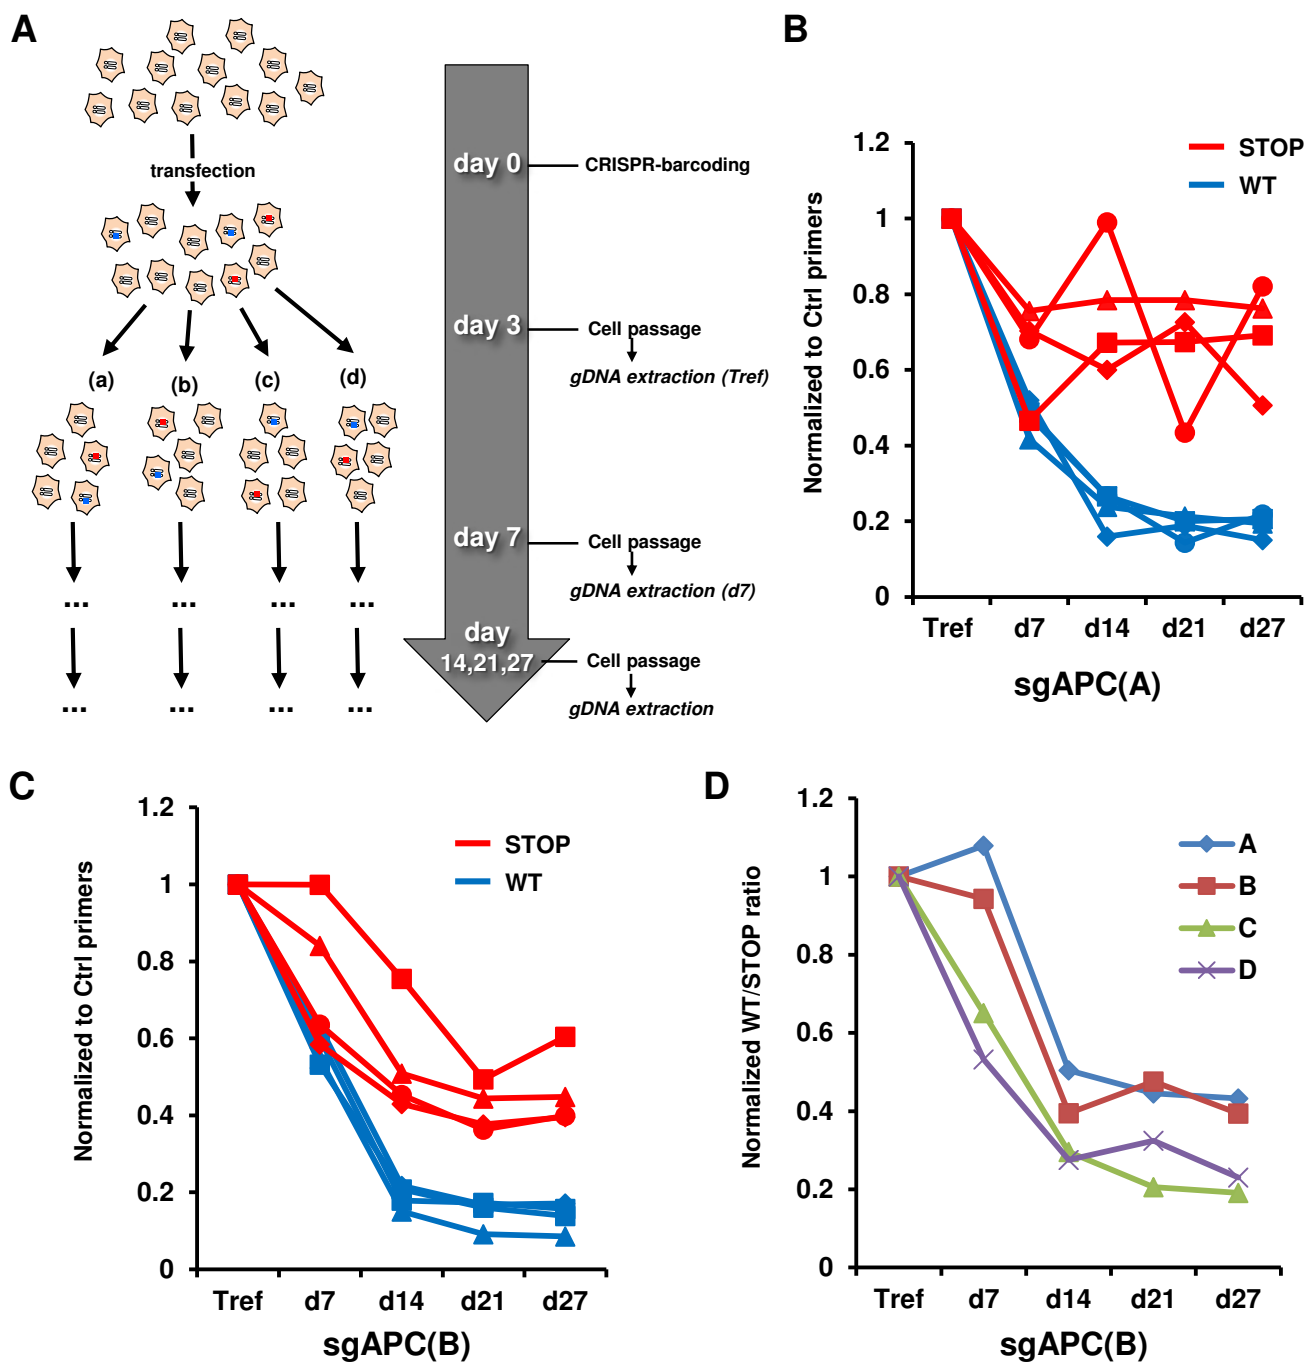 A
transfection
(a)
(b)
(c)
(d)
...
...
...
...
...
...
...
...
day 0
CRISPR-barcoding
day 3
Cell passage
gDNA extraction (Tref)
day 7
Cell passage
gDNA extraction (d7)
day
14,21,27
Cell passage
gDNA extraction
B
Normalized to Ctrl primers
1.2
1
0.8
0.6
0.4
0.2
0
STOP
WT
Tref d7 d14 d21 d27
sgAPC(A)
C
Normalized to Ctrl primers
1.2
1
0.8
0.6
0.4
0.2
0
STOP
WT
Tref d7 d14 d21 d27
sgAPC(B)
D
Normalized WT/STOP ratio
1.2
1
0.8
0.6
0.4
0.2
0
A
B
C
D
Tref d7 d14 d21 d27
sgAPC(B)